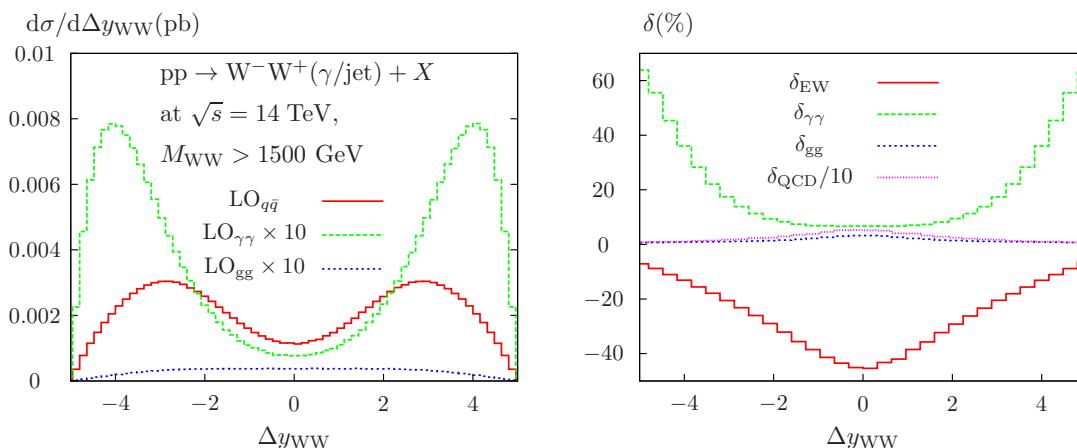 dσ/dΔy_WW(pb)
0.01
0.008
0.006
0.004
0.002
0
pp → W⁻W⁺(γ/jet) + X
at √s = 14 TeV,
M_WW > 1500 GeV
LO_qq̄
LO_γγ × 10
LO_gg × 10
−4 −2 0 2 4
Δy_WW
δ(%)
60
40
20
0
−20
−40
δ_EW
δ_γγ
δ_gg
δ_QCD/10
−4 −2 0 2 4
Δy_WW